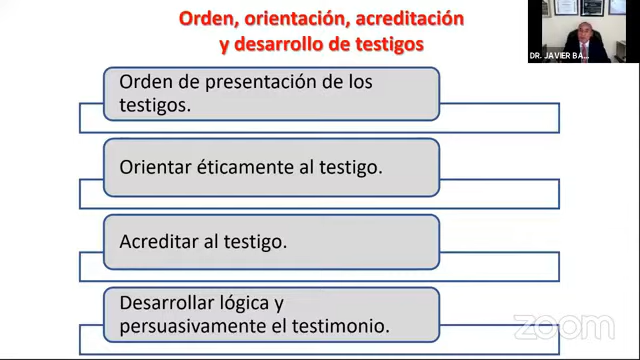 Orden, orientación, acreditación
y desarrollo de testigos
DR. JAVIER BA...
Orden de presentación de los
testigos.
Orientar éticamente al testigo.
Acreditar al testigo.
Desarrollar lógica y
persuasivamente el testimonio.
zoom